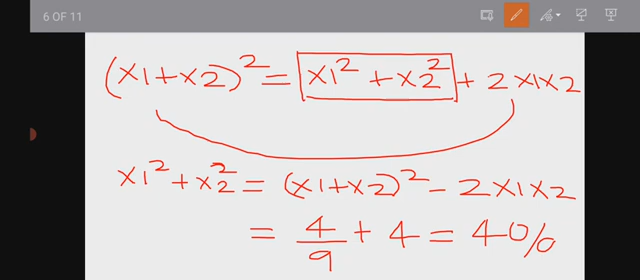 6 OF 11
(x1+x2)² = x1² + x2² + 2x1x2
x1² + x2² = (x1+x2)² - 2x1x2
= 4/9 + 4 = 40/9